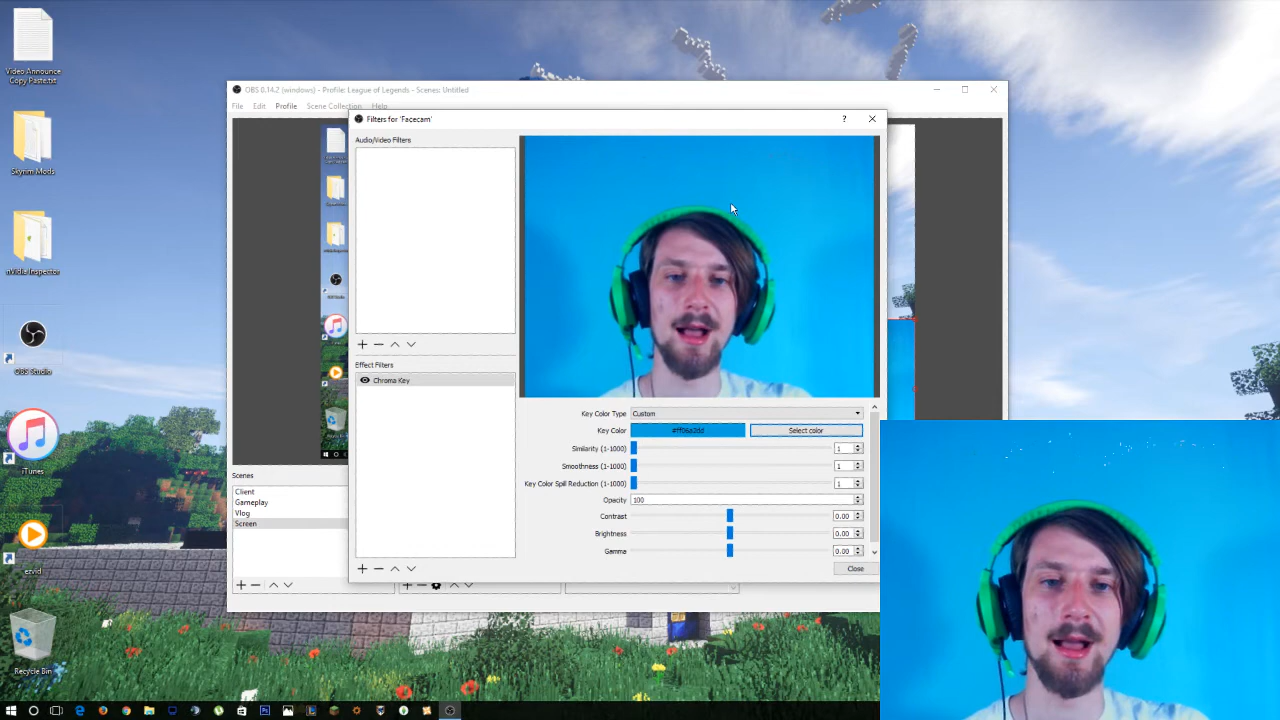 Video Announce
Copy Paste.txt
Skyrim Mods
nVidia Inspector
OBS Studio
iTunes
ezvid
Recycle Bin
OBS 0.14.2 (windows) - Profile: League of Legends - Scenes: Untitled
File Edit Profile Scene Collection Help
Filters for 'Facecam'
?
Audio/Video Filters
Effect Filters
Chroma Key
Key Color Type Custom
Key Color #ff06a2dd Select color
Similarity (1-1000) 1
Smoothness (1-1000) 1
Key Color Spill Reduction (1-1000) 1
Opacity 100
Contrast 0.00
Brightness 0.00
Gamma 0.00
Close
Scenes
Client
Gameplay
Vlog
Screen